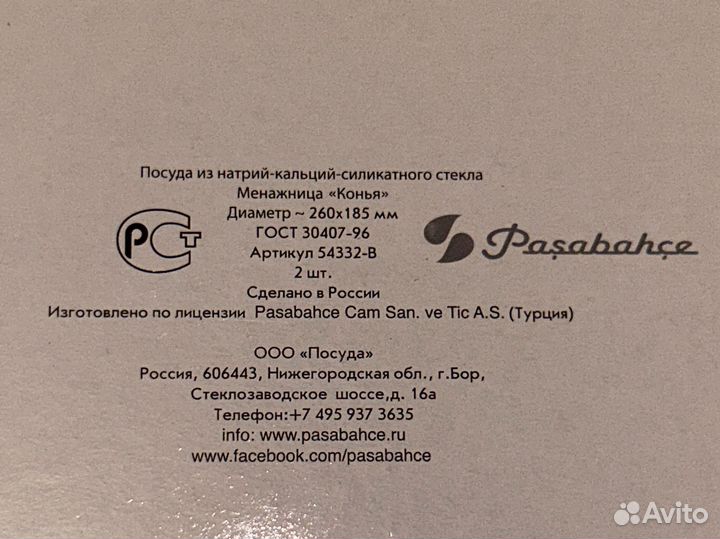 Посуда из натрий-кальций-силикатного стекла
Менажница «Конья»
Диаметр ~ 260x185 мм
ГОСТ 30407-96
Артикул 54332-B
2 шт.
Сделано в России
Изготовлено по лицензии Pasabahce Cam San. ve Tic A.S. (Турция)
РСТ
Paşabahçe
ООО «Посуда»
Россия, 606443, Нижегородская обл., г.Бор,
Стеклозаводское шоссе,д. 16а
Телефон:+7 495 937 3635
info: www.pasabahce.ru
www.facebook.com/pasabahce
Avito